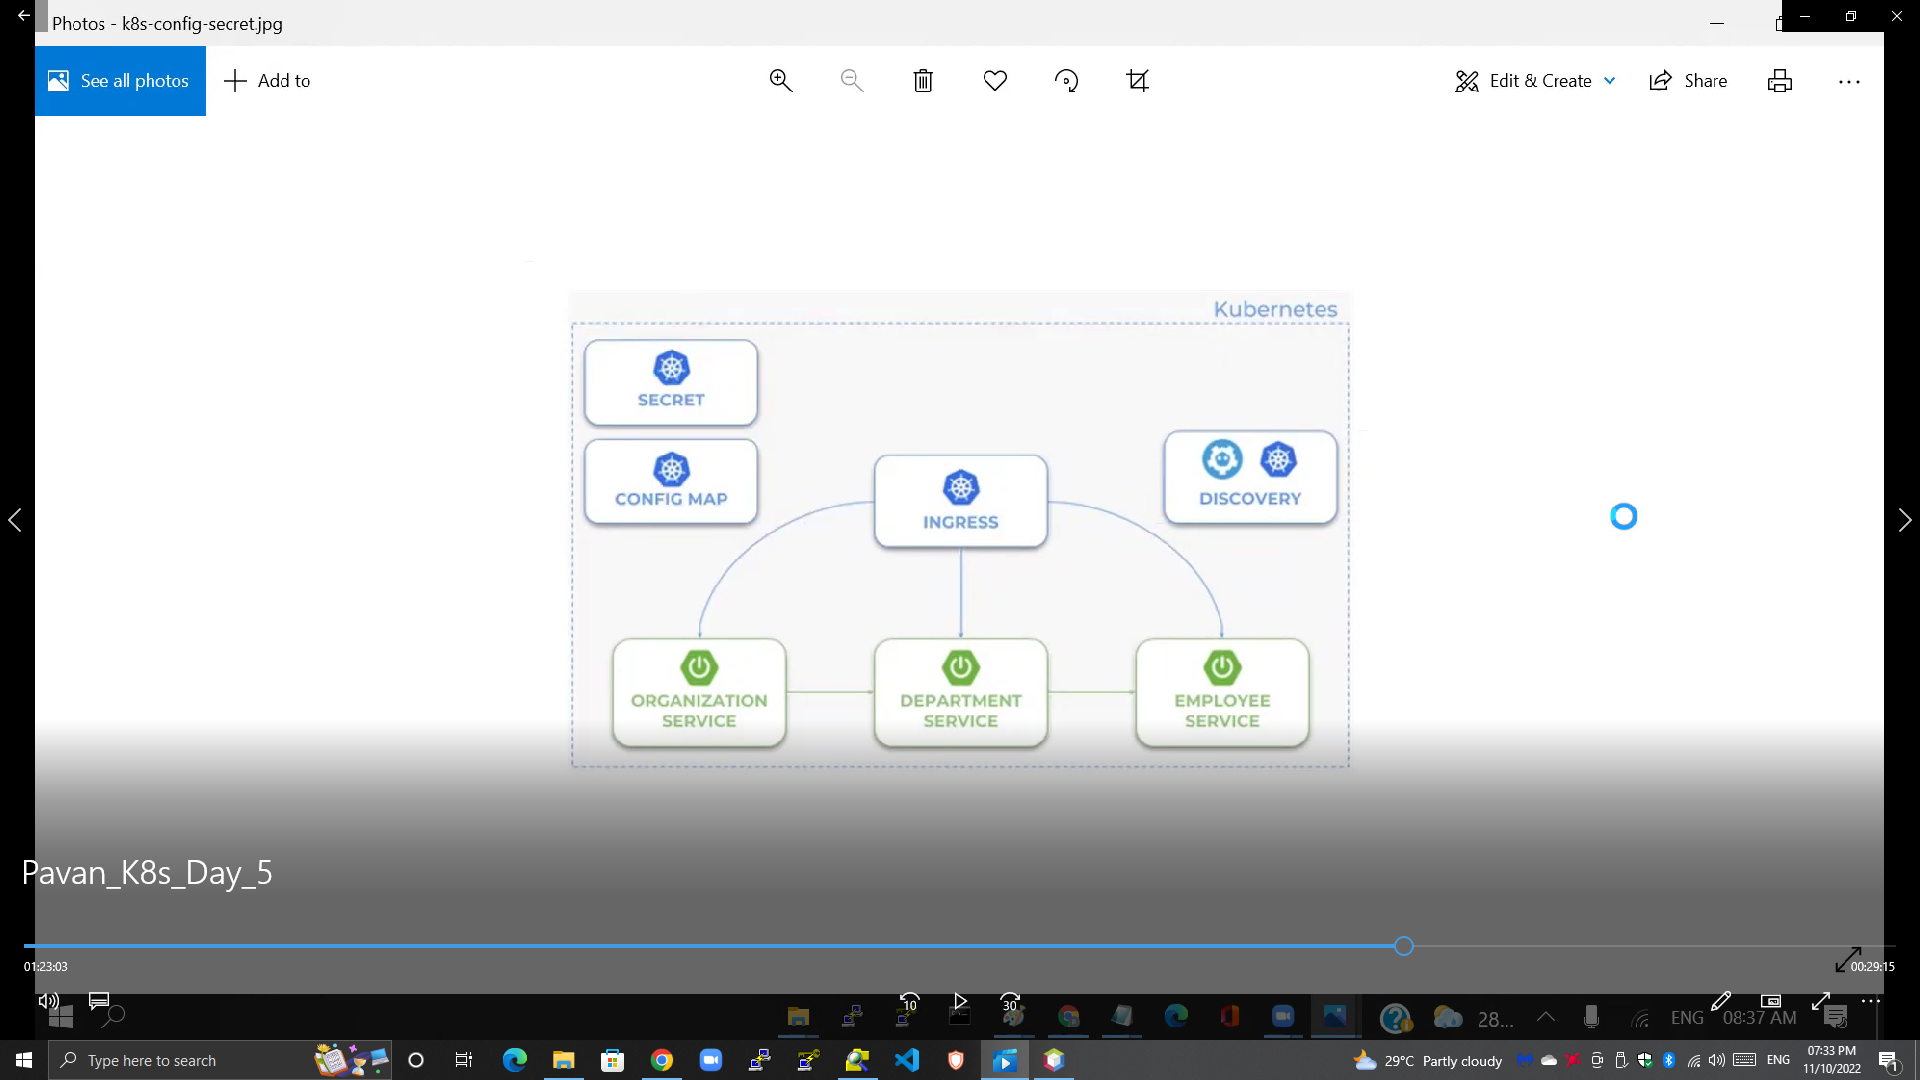 Photos - k8s-config-secret.jpg
See all photos
Add to
Edit & Create
Share
Kubernetes
SECRET
CONFIG MAP
INGRESS
DISCOVERY
ORGANIZATION
SERVICE
DEPARTMENT
SERVICE
EMPLOYEE
SERVICE
Pavan_K8s_Day_5
01:23:03
00:29:15
10
30
28...
ENG
08:37 AM
Type here to search
29°C Partly cloudy
ENG
07:33 PM
11/10/2022
1